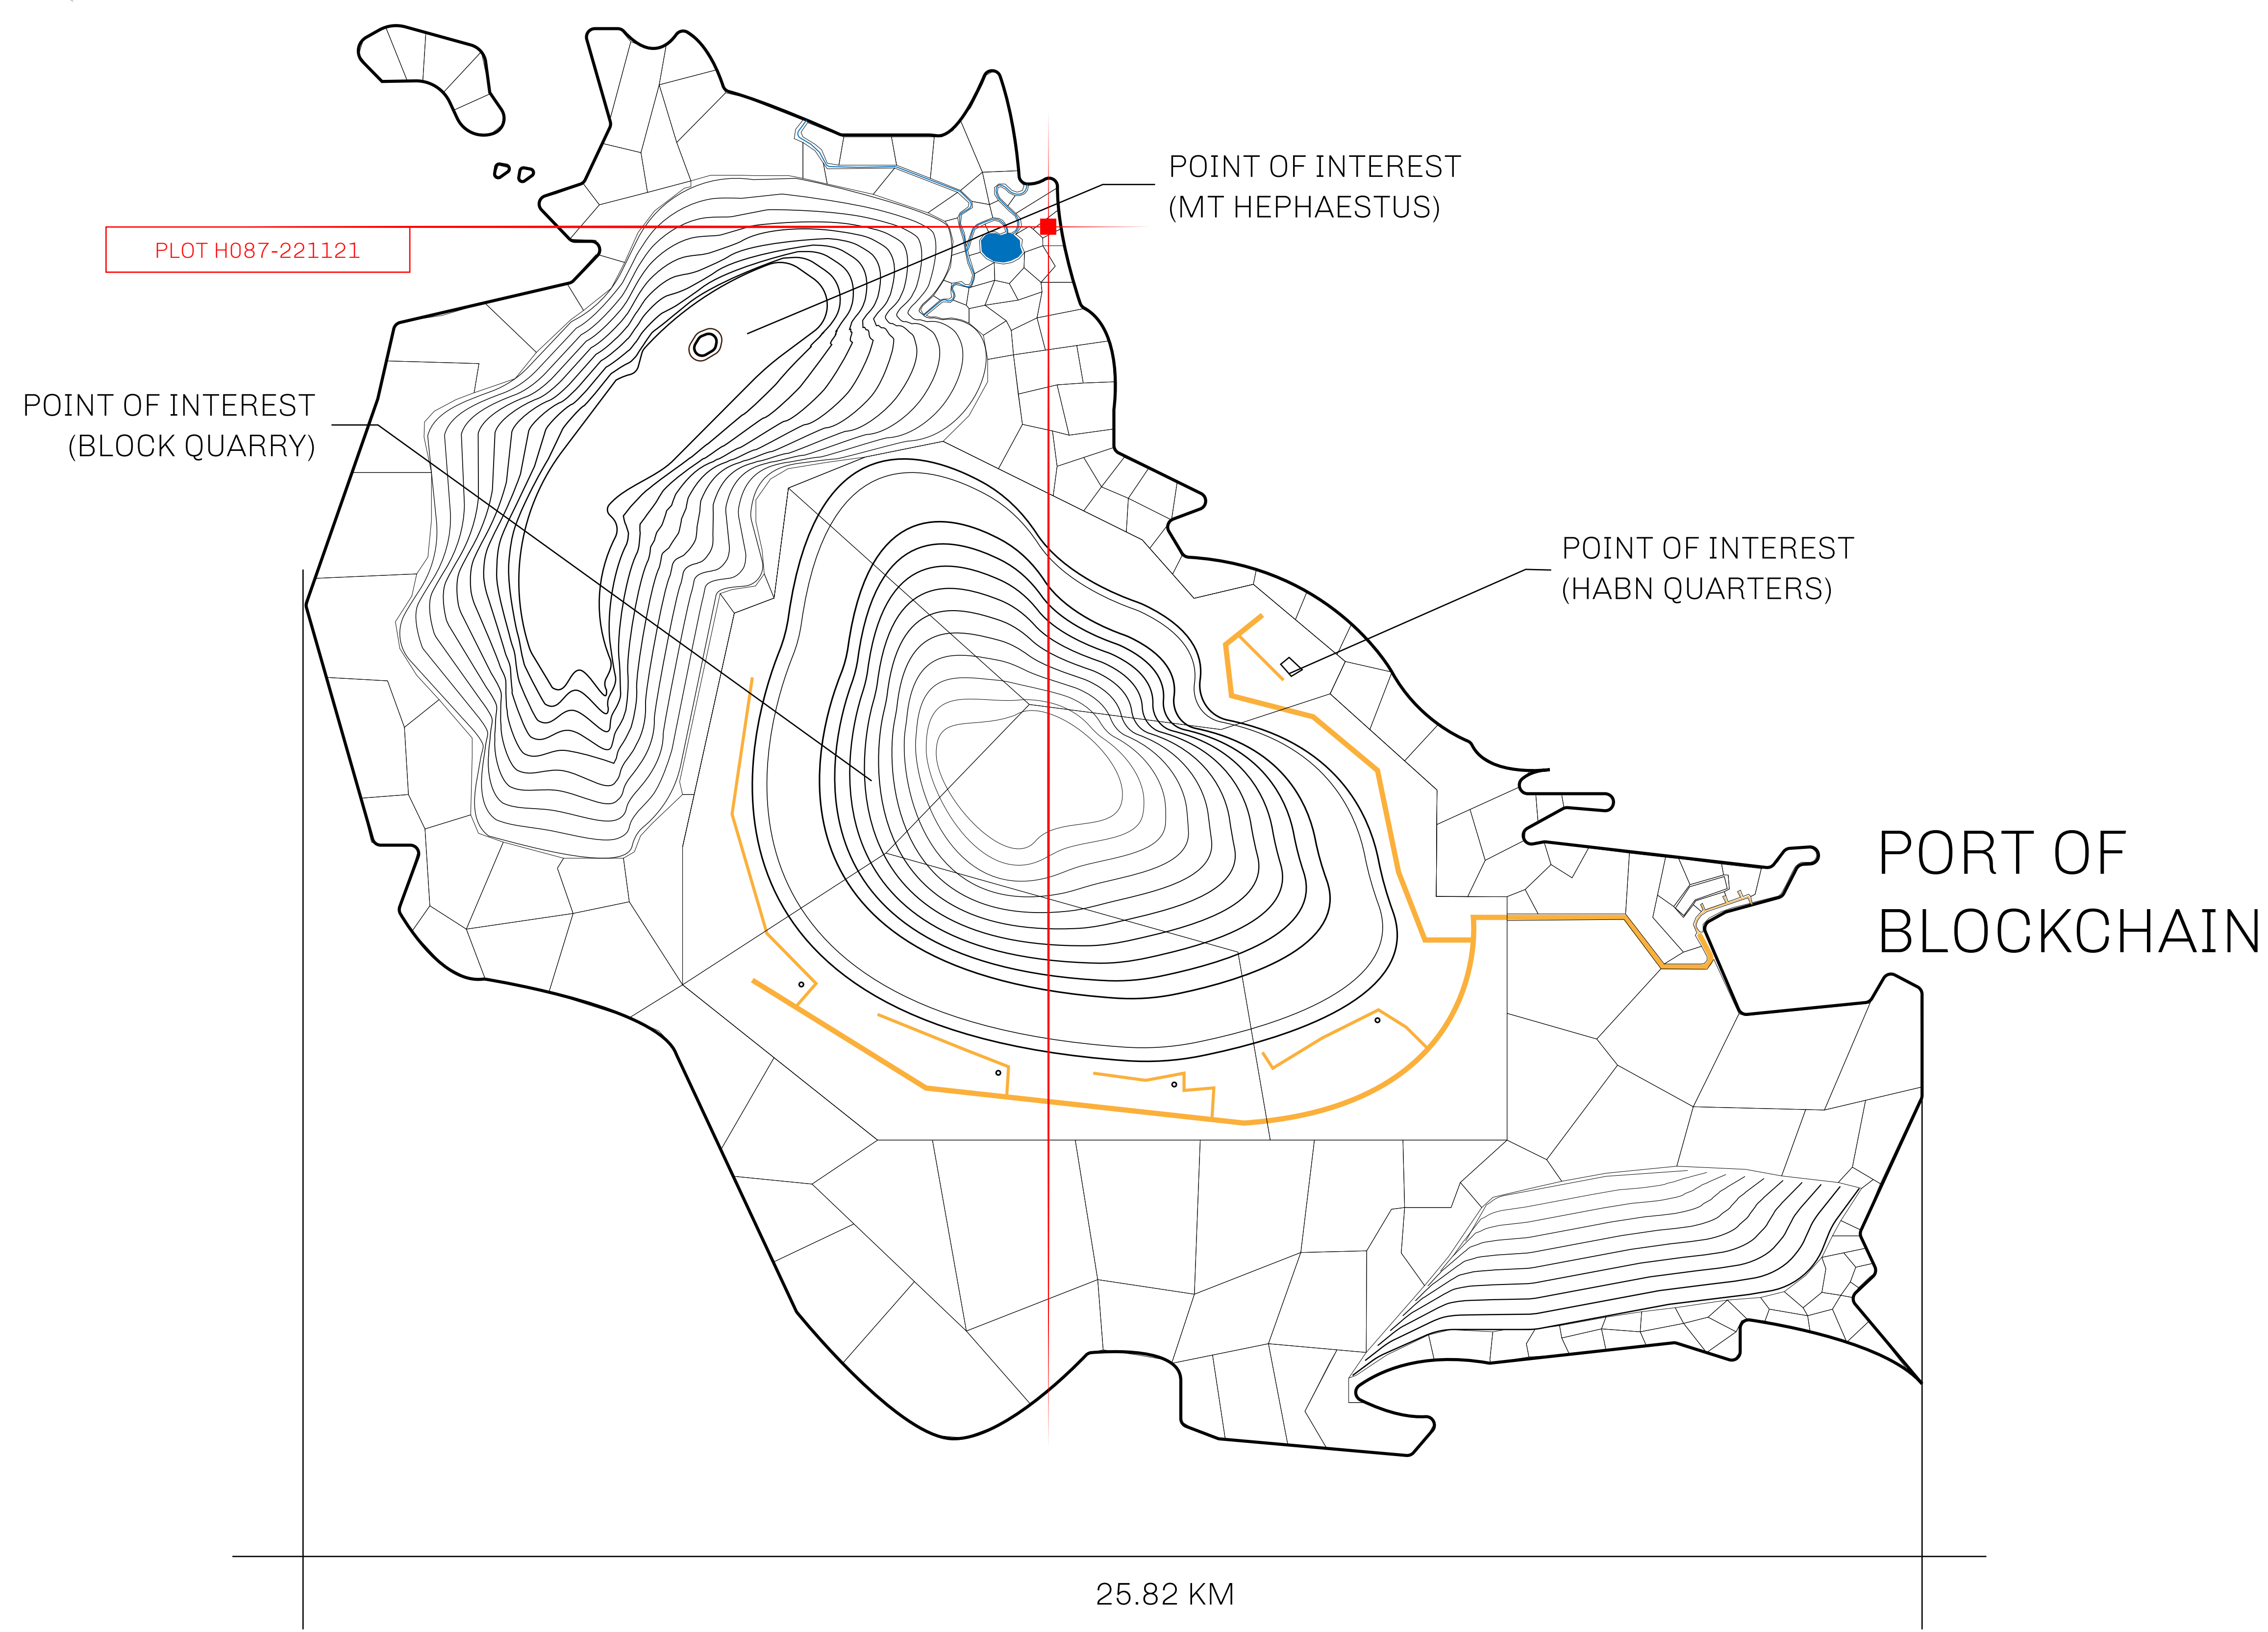 POINT OF INTEREST
(MT HEPHAESTUS)
PLOT H087-221121
POINT OF INTEREST
(BLOCK QUARRY)
POINT OF INTEREST
(HABN QUARTERS)
PORT OF
BLOCKCHAIN
25.82 KM